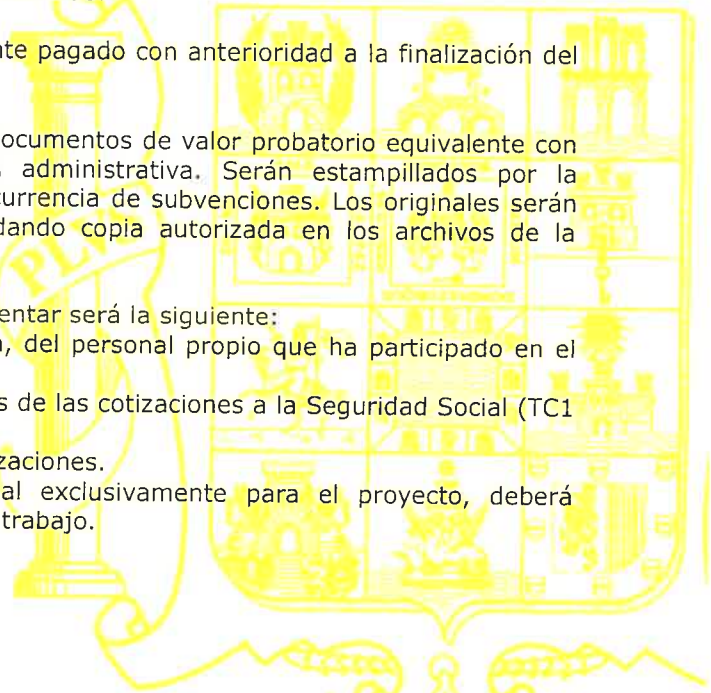 nte pagado con anterioridad a la finalización del
ocumentos de valor probatorio equivalente con
administrativa. Serán estampillados por la
currencia de subvenciones. Los originales serán
dando copia autorizada en los archivos de la
entar será la siguiente:
, del personal propio que ha participado en el
s de las cotizaciones a la Seguridad Social (TC1
zaciones.
al exclusivamente para el proyecto, deberá
trabajo.
PLVS